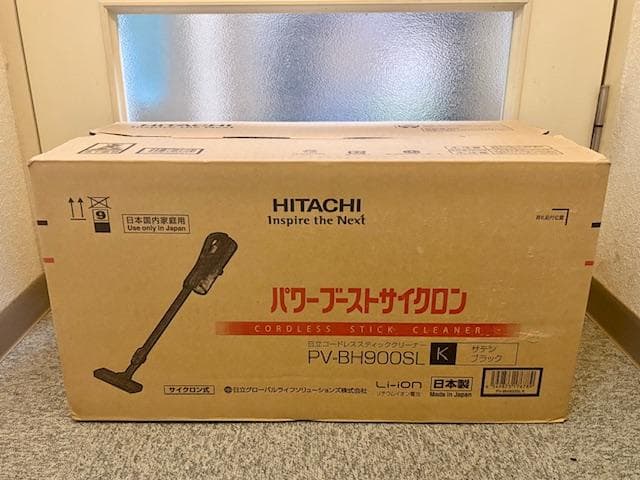 HITACHI
HITACHI
Inspire the Next
9
日本国内家庭用
Use only in Japan
パワーブーストサイクロン
CORDLESS STICK CLEANER
日立コードレススティッククリーナー
PV-BH900SL K サテンブラック
サイクロン式
日立グローバルライフソリューションズ株式会社
Li-ion
リチウムイオン電池
日本製
Made in Japan